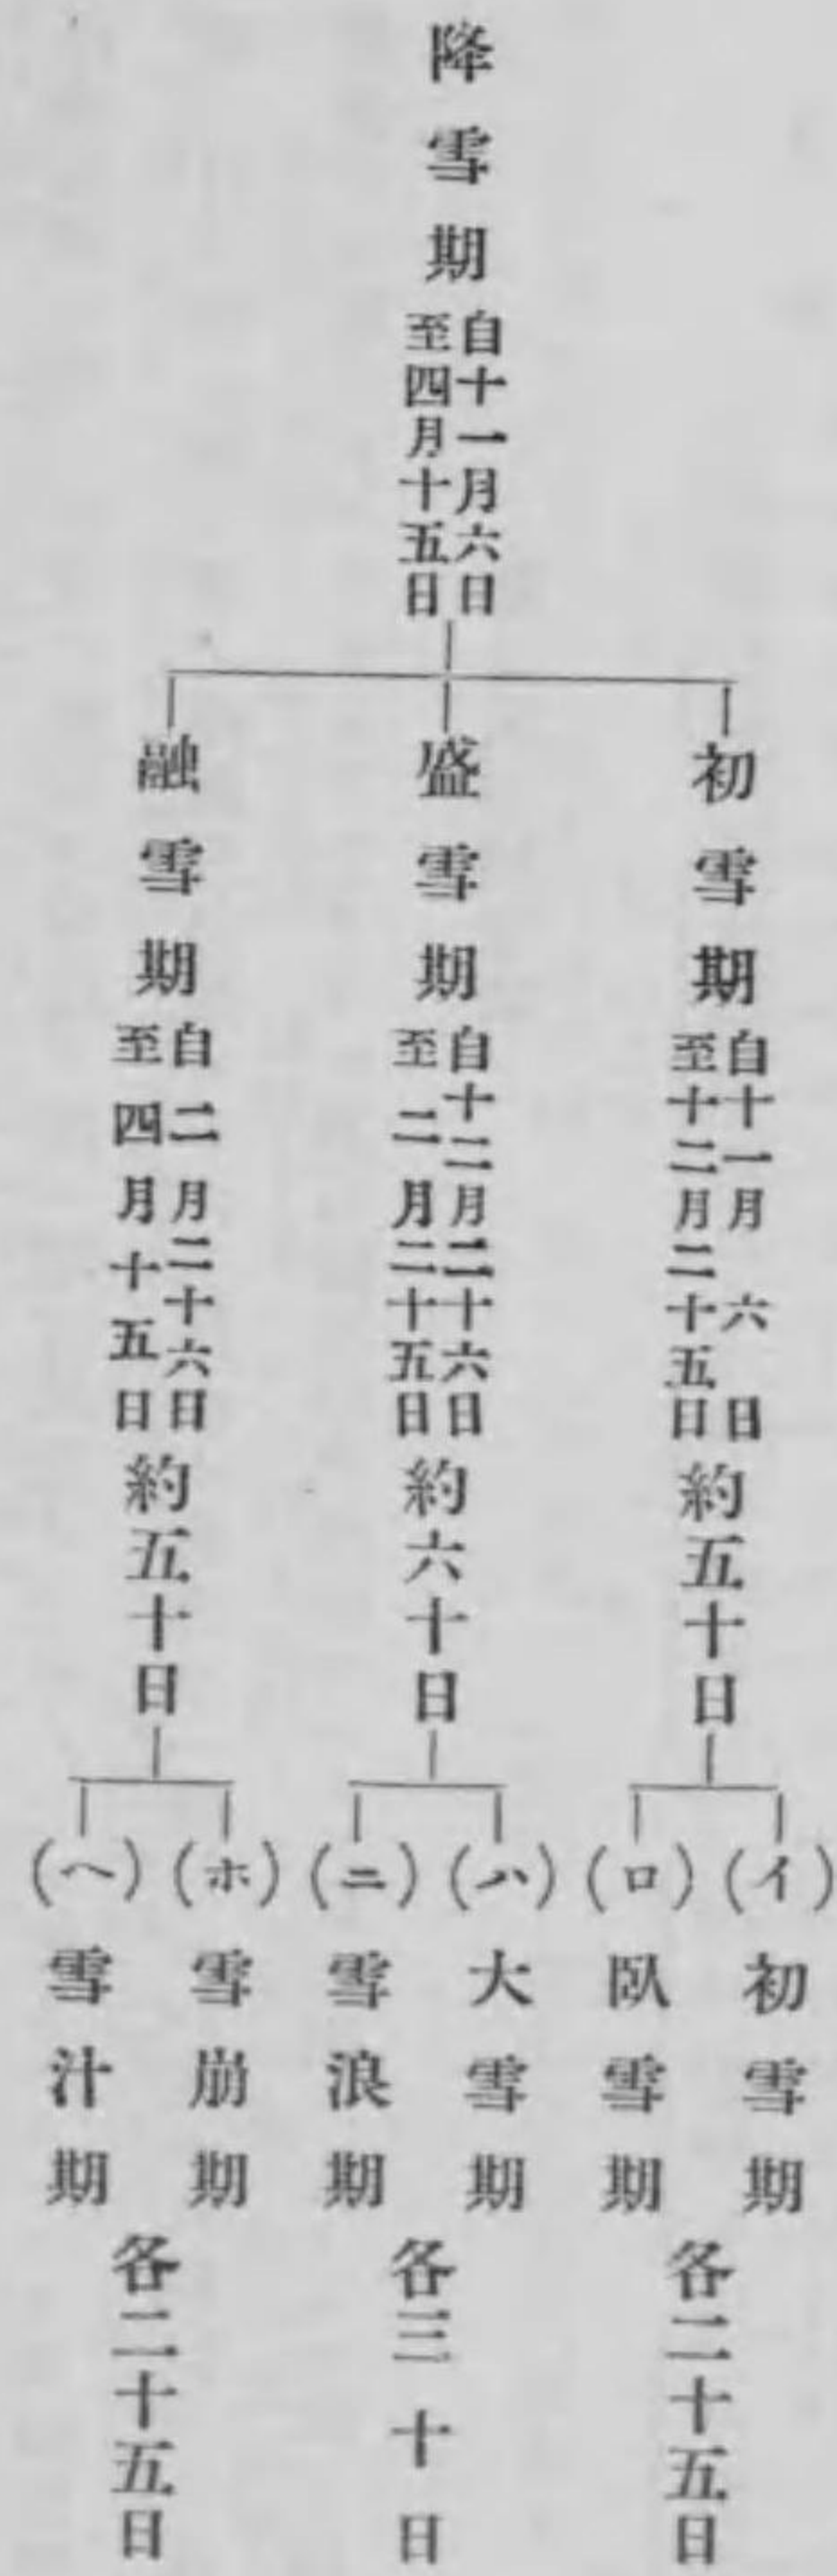 降雪期
自十一月六日
至四月十五日
初雪期
自十一月六日
至十二月二十五日
約五十日
(イ)初雪期
(ロ)臥雪期
各二十五日
盛雪期
自十二月二十六日
至二月二十五日
約六十日
(ハ)大雪期
(ニ)雪浪期
各三十日
融雪期
自二月二十六日
至四月十五日
約五十日
(ホ)雪崩期
(ヘ)雪汁期
各二十五日